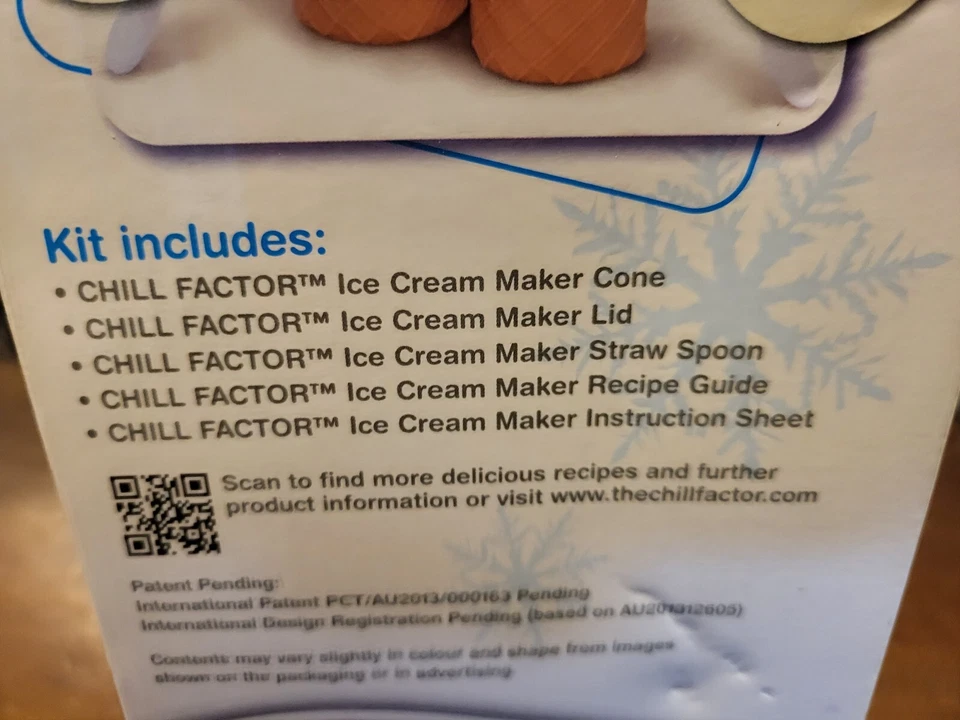 Kit includes:
• CHILL FACTOR™ Ice Cream Maker Cone
• CHILL FACTOR™ Ice Cream Maker Lid
• CHILL FACTOR™ Ice Cream Maker Straw Spoon
• CHILL FACTOR™ Ice Cream Maker Recipe Guide
• CHILL FACTOR™ Ice Cream Maker Instruction Sheet
Scan to find more delicious recipes and further
product information or visit www.thechillfactor.com
Patent Pending:
International Patent PCT/AU2013/000163 Pending
International Design Registration Pending (based on
Contents may vary slightly in colour and shape from images
shown on the packaging or in advertising.